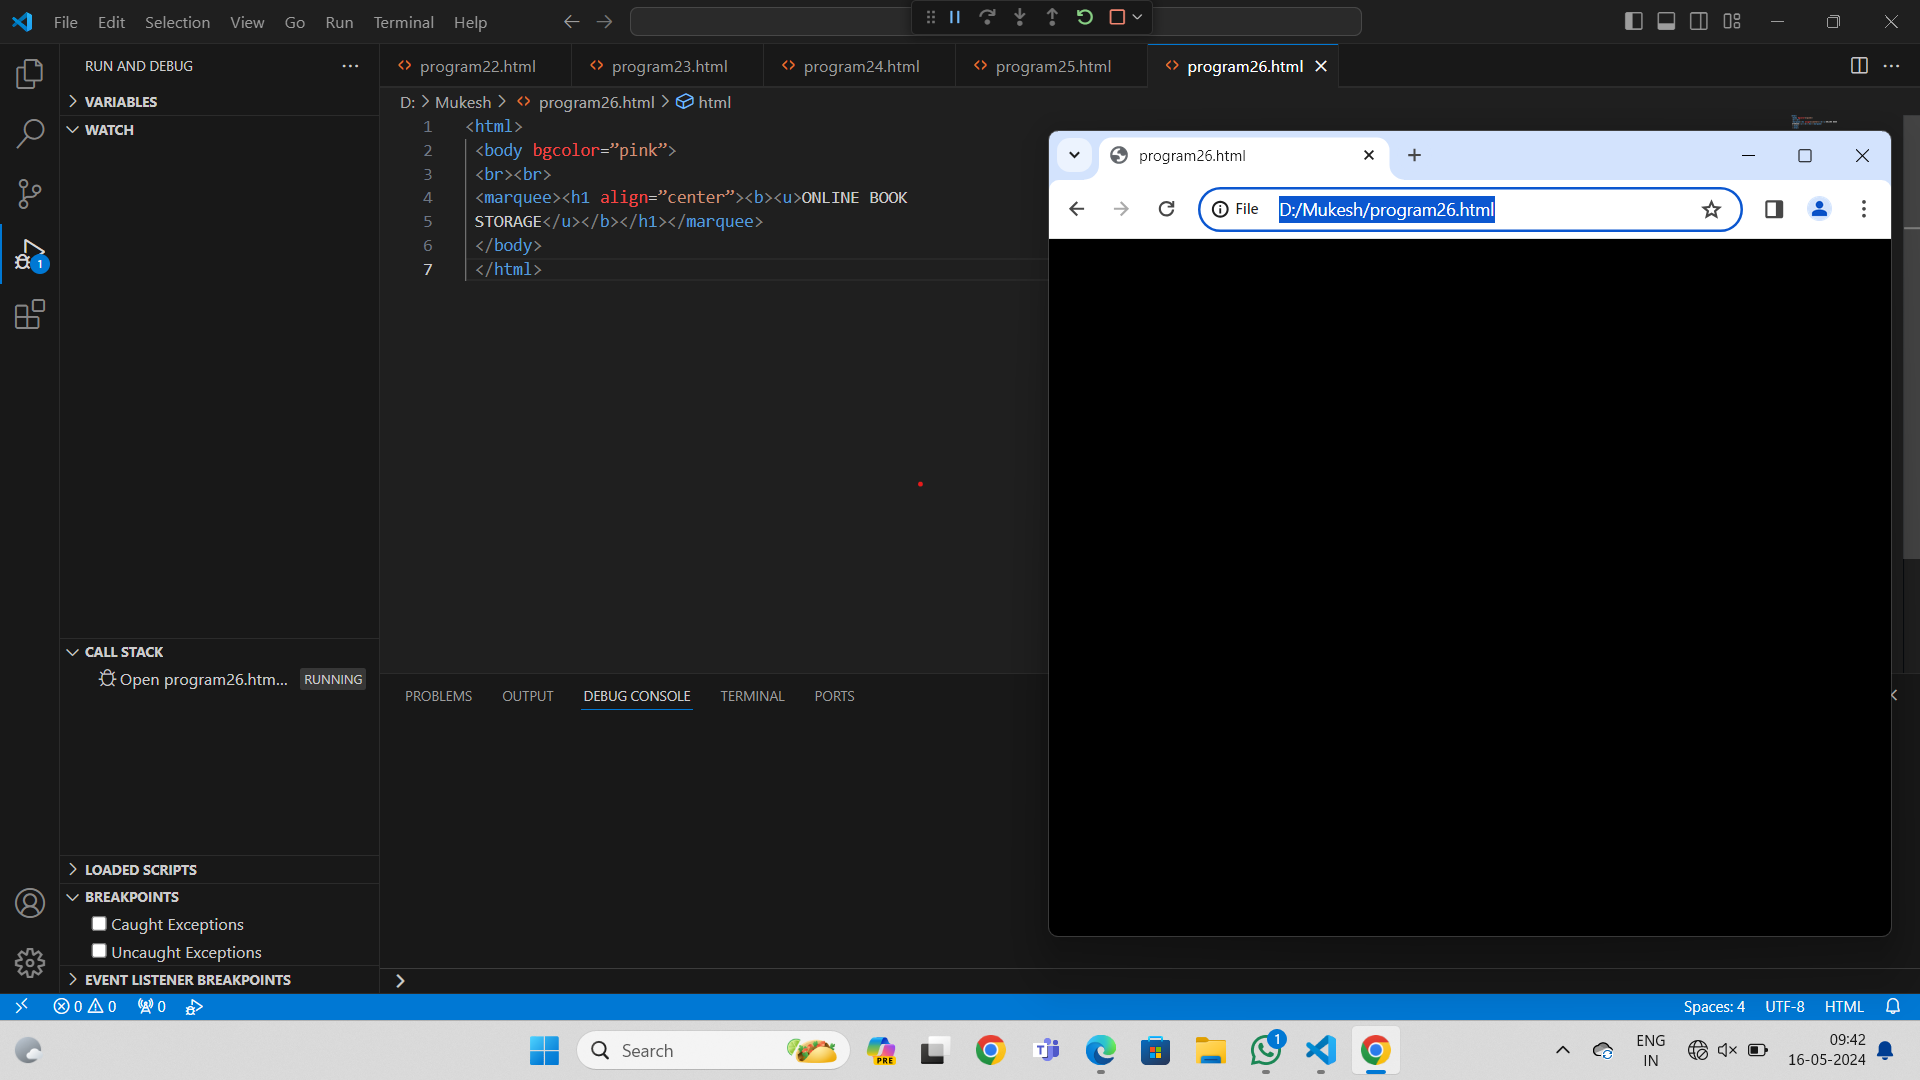 File Edit Selection View Go Run Terminal Help
RUN AND DEBUG
program22.html program23.html program24.html program25.html program26.html
VARIABLES
D: Mukesh program26.html html
WATCH
1 <html>
2 <body bgcolor=”pink”>
3 <br><br>
4 <marquee><h1 align=”center”><b><u>ONLINE BOOK
5 STORAGE</u></b></h1></marquee>
6 </body>
7 </html>
1
program26.html
File D:/Mukesh/program26.html
CALL STACK
Open program26.htm... RUNNING
PROBLEMS OUTPUT DEBUG CONSOLE TERMINAL PORTS
LOADED SCRIPTS
BREAKPOINTS
Caught Exceptions
Uncaught Exceptions
EVENT LISTENER BREAKPOINTS
0 0 0
Spaces: 4 UTF-8 HTML
Search
PRE
1
ENG
IN
09:42
16-05-2024